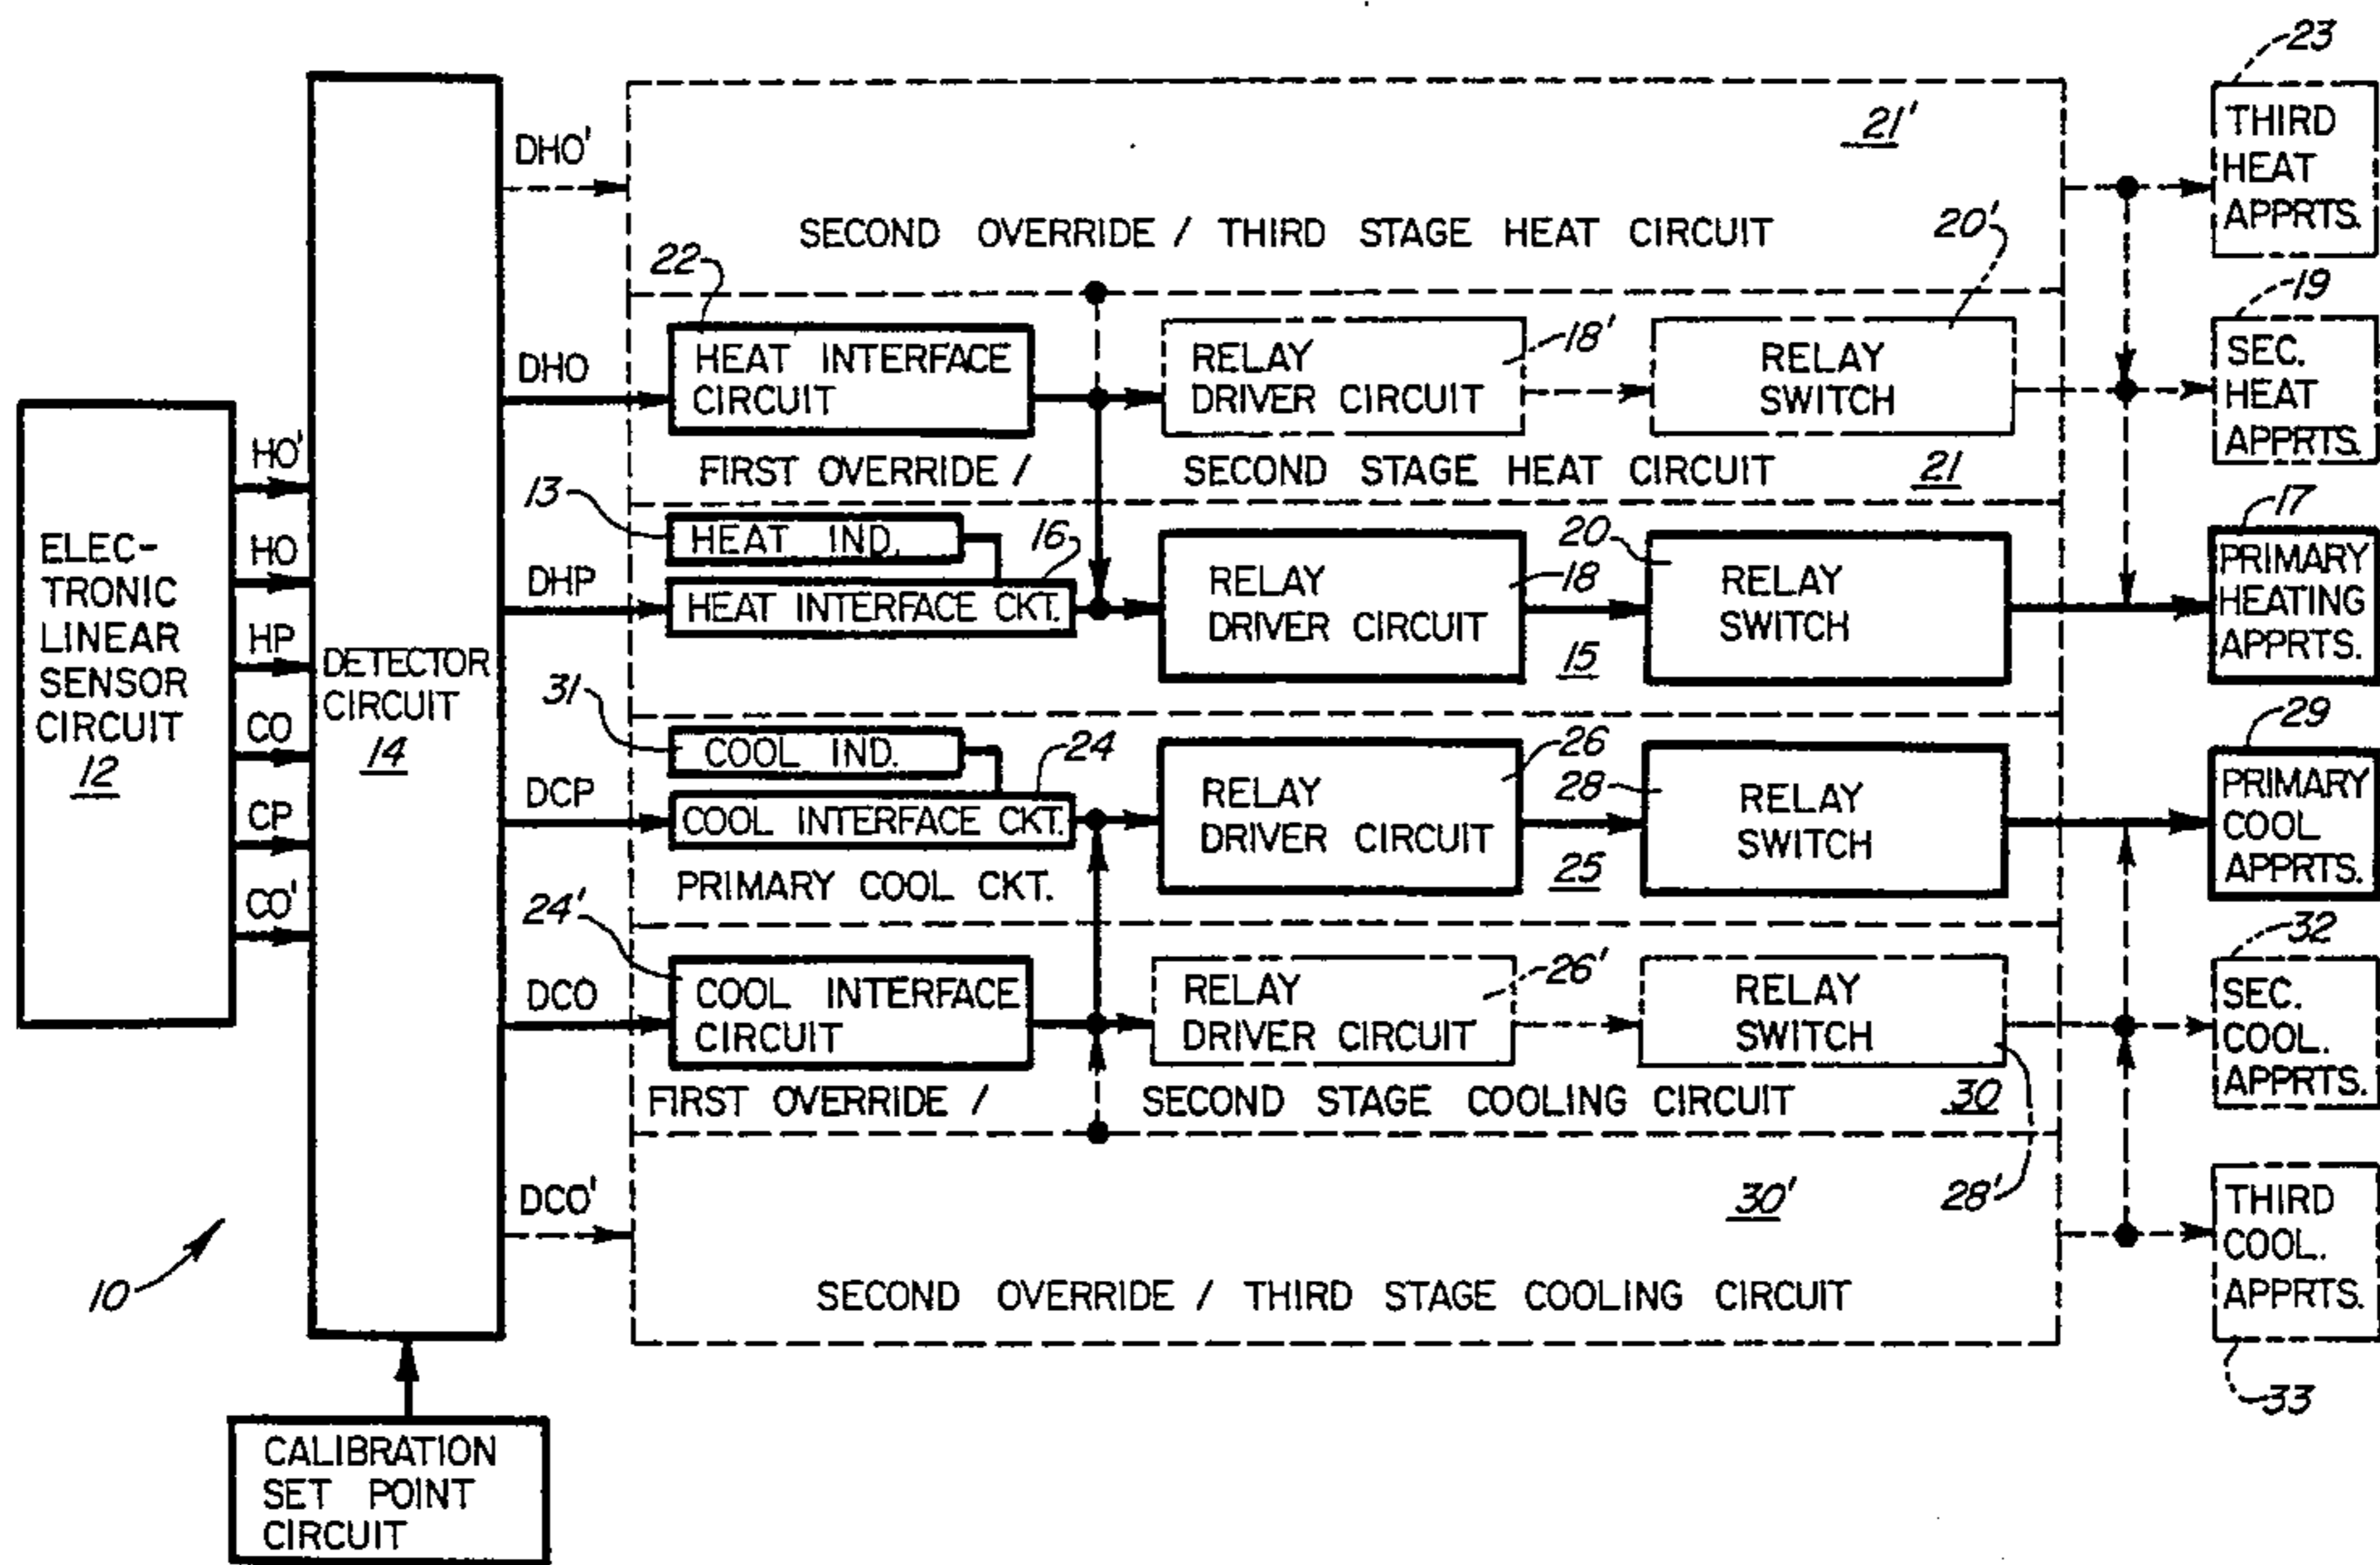 ELEC-
TRONIC
LINEAR
SENSOR
CIRCUIT
12
HO'
HO
HP
CO
CP
CO'
DETECTOR
CIRCUIT
14
10
CALIBRATION
SET POINT
CIRCUIT
DHO'
DHO
DHP
DCP
DCO
DCO'
21'
SECOND OVERRIDE / THIRD STAGE HEAT CIRCUIT
22
HEAT INTERFACE
CIRCUIT
RELAY
DRIVER CIRCUIT
18'
RELAY
SWITCH
20'
FIRST OVERRIDE / SECOND STAGE HEAT CIRCUIT
21
13
HEAT IND.
16
HEAT INTERFACE CKT.
RELAY
DRIVER CIRCUIT
18
15
20
RELAY
SWITCH
31
COOL IND.
24
COOL INTERFACE CKT.
PRIMARY COOL CKT.
RELAY
DRIVER CIRCUIT
26
25
28
RELAY
SWITCH
24'
COOL INTERFACE
CIRCUIT
RELAY
DRIVER CIRCUIT
26'
RELAY
SWITCH
28'
FIRST OVERRIDE / SECOND STAGE COOLING CIRCUIT
30
30'
SECOND OVERRIDE / THIRD STAGE COOLING CIRCUIT
23
THIRD
HEAT
APPRTS.
19
SEC.
HEAT
APPRTS.
17
PRIMARY
HEATING
APPRTS.
29
PRIMARY
COOL
APPRTS.
32
SEC.
COOL.
APPRTS.
THIRD
COOL.
APPRTS.
33